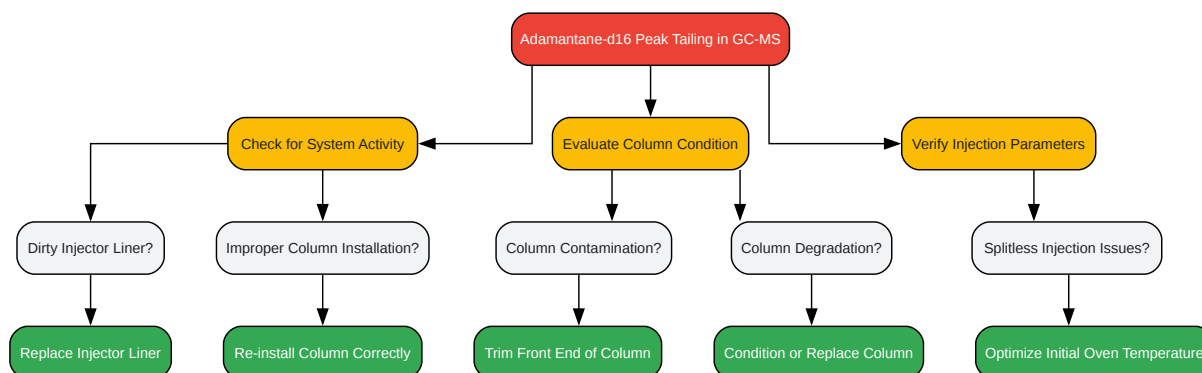 Adamantane-d16 Peak Tailing in GC-MS
Check for System Activity
Evaluate Column Condition
Verify Injection Parameters
Dirty Injector Liner?
Improper Column Installation?
Column Contamination?
Column Degradation?
Splitless Injection Issues?
Replace Injector Liner
Re-install Column Correctly
Trim Front End of Column
Condition or Replace Column
Optimize Initial Oven Temperature